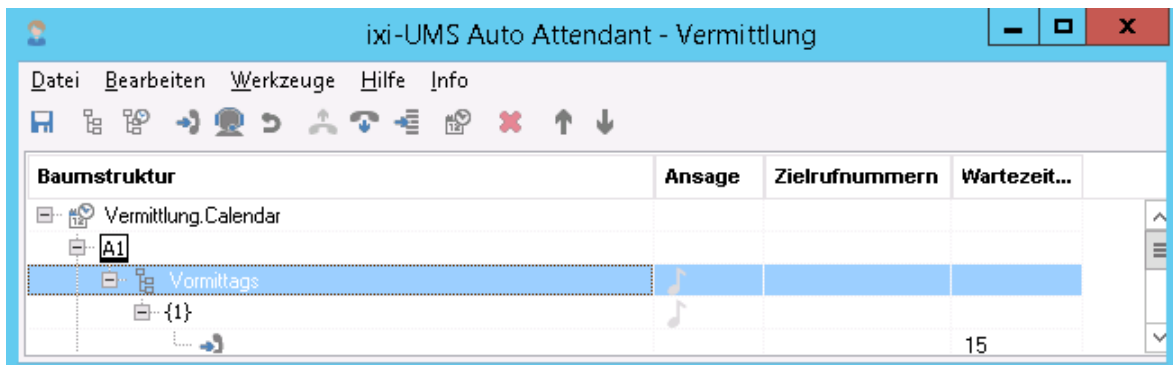 ixi-UMS Auto Attendant - Vermittlung
Datei Bearbeiten Werkzeuge Hilfe Info
Baumstruktur Ansage Zielrufnummern Wartezeit...
Vermittlung.Calendar
A1
Vormittags
{1}
15